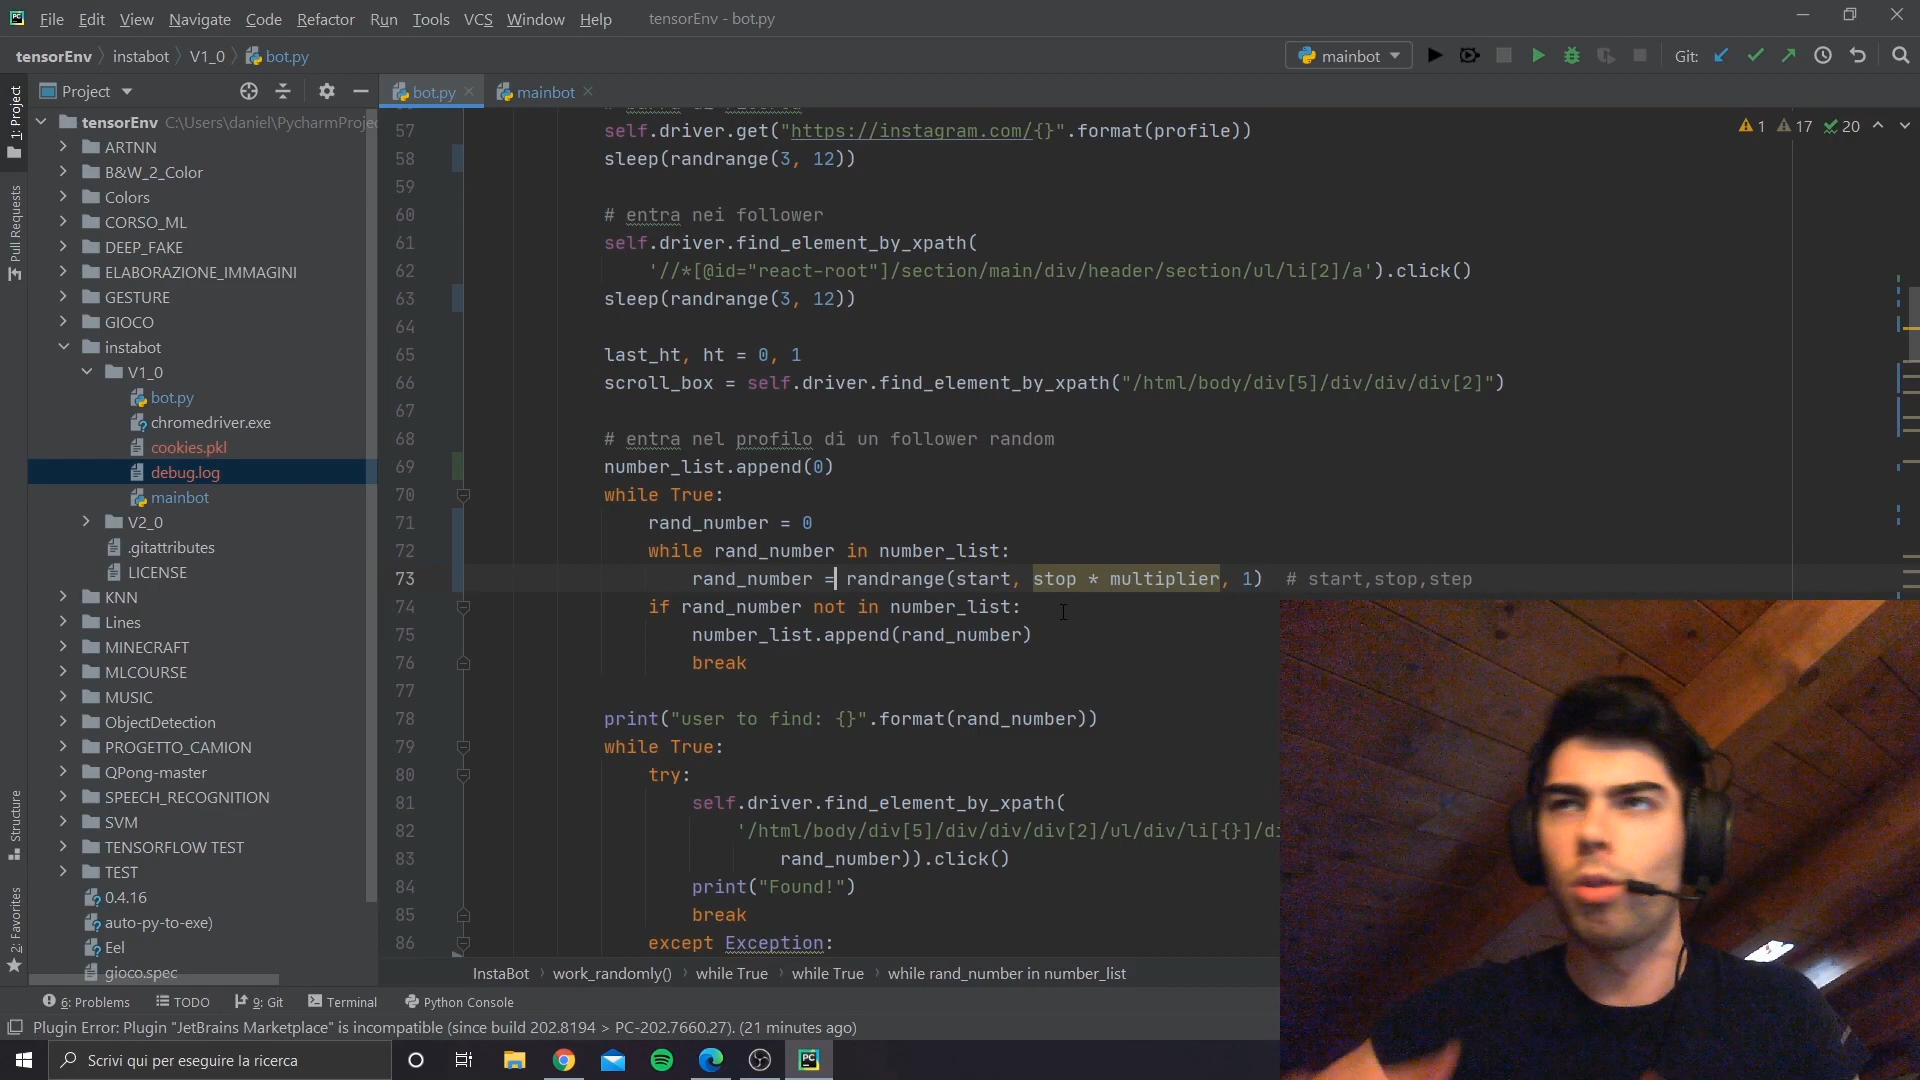 File Edit View Navigate Code Refactor Run Tools VCS Window Help tensorEnv - bot.py
tensorEnv instabot V1_0 bot.py mainbot Git:
Project bot.py mainbot
1: Project
Pull Requests
Structure
2: Favorites
tensorEnv C:\Users\daniel\PycharmProjec
ARTNN
B&W_2_Color
Colors
CORSO_ML
DEEP_FAKE
ELABORAZIONE_IMMAGINI
GESTURE
GIOCO
instabot
V1_0
bot.py
chromedriver.exe
cookies.pkl
debug.log
mainbot
V2_0
.gitattributes
LICENSE
KNN
Lines
MINECRAFT
MLCOURSE
MUSIC
ObjectDetection
PROGETTO_CAMION
QPong-master
SPEECH_RECOGNITION
SVM
TENSORFLOW TEST
TEST
0.4.16
auto-py-to-exe)
Eel
gioco.spec
1 17 20
57 self.driver.get("https://instagram.com/{}".format(profile))
58 sleep(randrange(3, 12))
59
60 # entra nei follower
61 self.driver.find_element_by_xpath(
62 '//*[@id="react-root"]/section/main/div/header/section/ul/li[2]/a').click()
63 sleep(randrange(3, 12))
64
65 last_ht, ht = 0, 1
66 scroll_box = self.driver.find_element_by_xpath("/html/body/div[5]/div/div/div[2]")
67
68 # entra nel profilo di un follower random
69 number_list.append(0)
70 while True:
71 rand_number = 0
72 while rand_number in number_list:
73 rand_number = randrange(start, stop * multiplier, 1) # start,stop,step
74 if rand_number not in number_list:
75 number_list.append(rand_number)
76 break
77
78 print("user to find: {}".format(rand_number))
79 while True:
80 try:
81 self.driver.find_element_by_xpath(
82 '/html/body/div[5]/div/div/div[2]/ul/div/li[{}]/di
83 rand_number)).click()
84 print("Found!")
85 break
86 except Exception:
InstaBot work_randomly() while True while True while rand_number in number_list
6: Problems TODO 9: Git Terminal Python Console
Plugin Error: Plugin "JetBrains Marketplace" is incompatible (since build 202.8194 > PC-202.7660.27). (21 minutes ago)
Scrivi qui per eseguire la ricerca